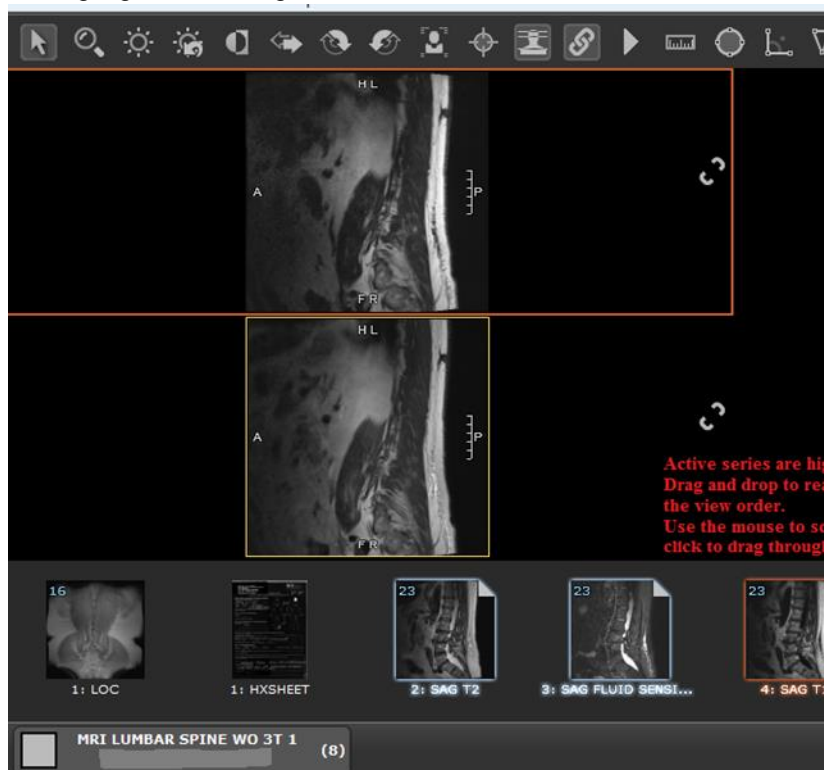 H L
A
P
F R
H L
A
P
F R
Active series are hig
Drag and drop to rea
the view order.
Use the mouse to sc
click to drag through
16
23
23
23
1: LOC
1: HXSHEET
2: SAG T2
3: SAG FLUID SENSI...
4: SAG T1
MRI LUMBAR SPINE WO 3T 1
(8)